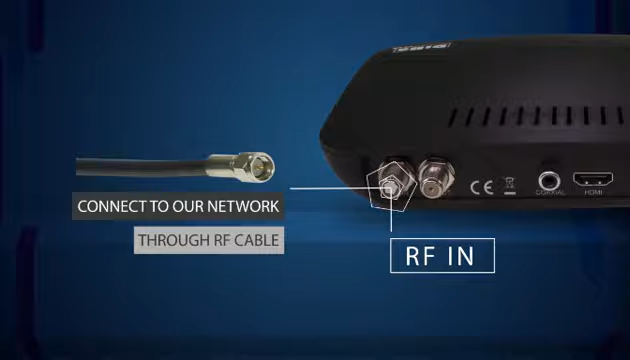 CONNECT TO OUR NETWORK
THROUGH RF CABLE
RF IN
CE
COAXIAL
HDMI